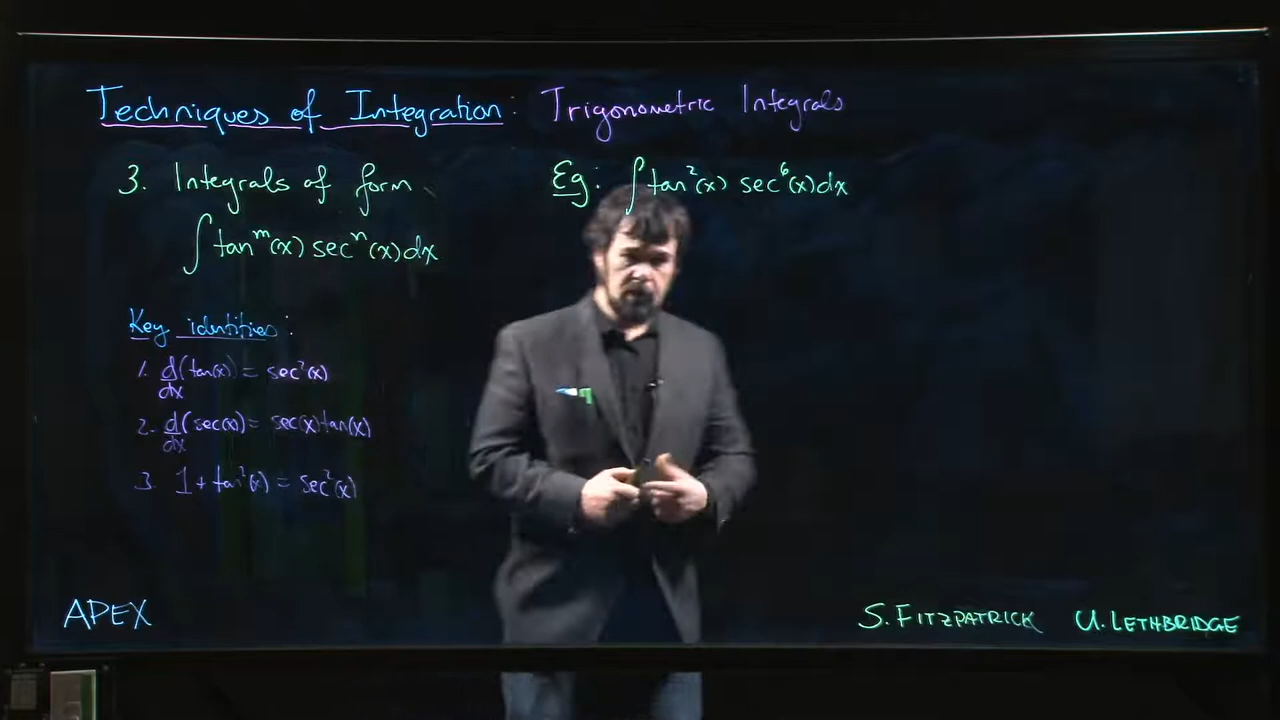 Techniques of Integration: Trigonometric Integrals
3. Integrals of form
∫ tan^m(x) sec^n(x) dx
Key identities:
1. d/dx (tan(x)) = sec²(x)
2. d/dx (sec(x)) = sec(x)tan(x)
3. 1 + tan²(x) = sec²(x)
Eg: ∫ tan²(x) sec⁶(x) dx
APEX
S. FITZPATRICK U. LETHBRIDGE